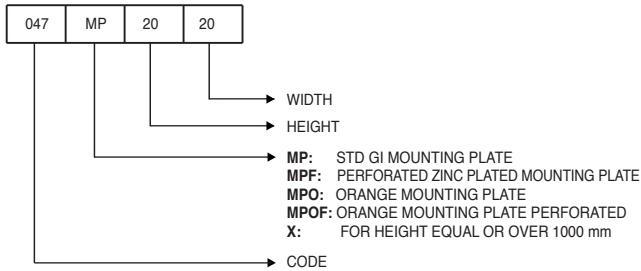 047 MP 20 20
WIDTH
HEIGHT
MP: STD GI MOUNTING PLATE
MPF: PERFORATED ZINC PLATED MOUNTING PLATE
MPO: ORANGE MOUNTING PLATE
MPOF: ORANGE MOUNTING PLATE PERFORATED
X: FOR HEIGHT EQUAL OR OVER 1000 mm
CODE